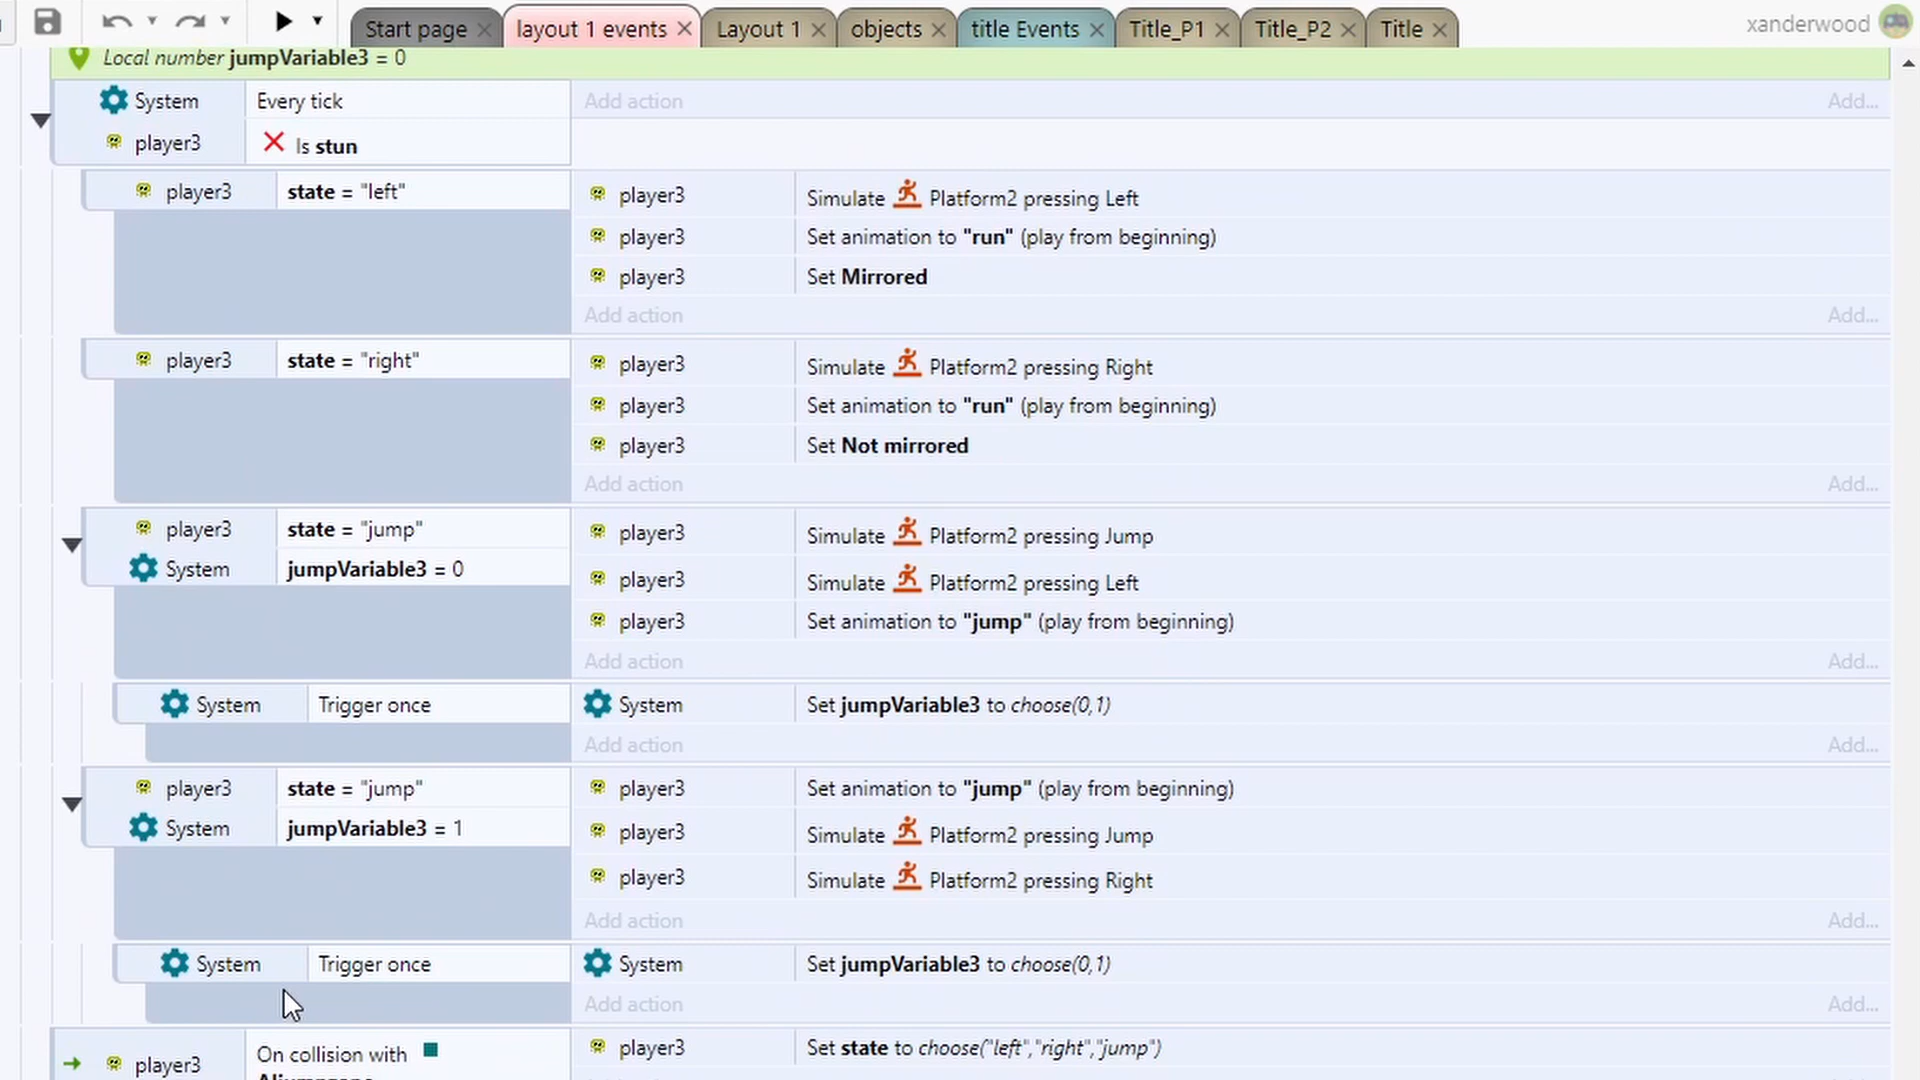 Start page
layout 1 events
Layout 1
objects
title Events
Title_P1
Title_P2
Title
xanderwood
Local number jumpVariable3 = 0
System Every tick Add action Add...
player3 Is stun
player3 state = "left" player3 Simulate Platform2 pressing Left
player3 Set animation to "run" (play from beginning)
player3 Set Mirrored
Add action Add...
player3 state = "right" player3 Simulate Platform2 pressing Right
player3 Set animation to "run" (play from beginning)
player3 Set Not mirrored
Add action Add...
player3 state = "jump" player3 Simulate Platform2 pressing Jump
System jumpVariable3 = 0 player3 Simulate Platform2 pressing Left
player3 Set animation to "jump" (play from beginning)
Add action Add...
System Trigger once System Set jumpVariable3 to choose(0,1)
Add action Add...
player3 state = "jump" player3 Set animation to "jump" (play from beginning)
System jumpVariable3 = 1 player3 Simulate Platform2 pressing Jump
player3 Simulate Platform2 pressing Right
Add action Add...
System Trigger once System Set jumpVariable3 to choose(0,1)
Add action Add...
player3 On collision with player3 Set state to choose("left","right","jump")